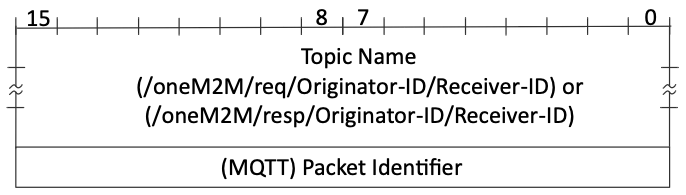 15 8 7 0
Topic Name
(/oneM2M/req/Originator-ID/Receiver-ID) or
(/oneM2M/resp/Originator-ID/Receiver-ID)
(MQTT) Packet Identifier